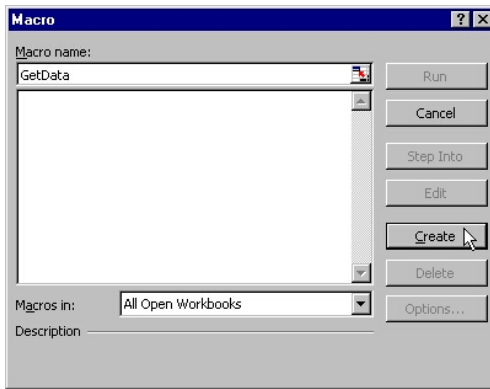 Macro
Macro name:
GetData
Run
Cancel
Step Into
Edit
Create
Delete
Macros in:
All Open Workbooks
Options...
Description